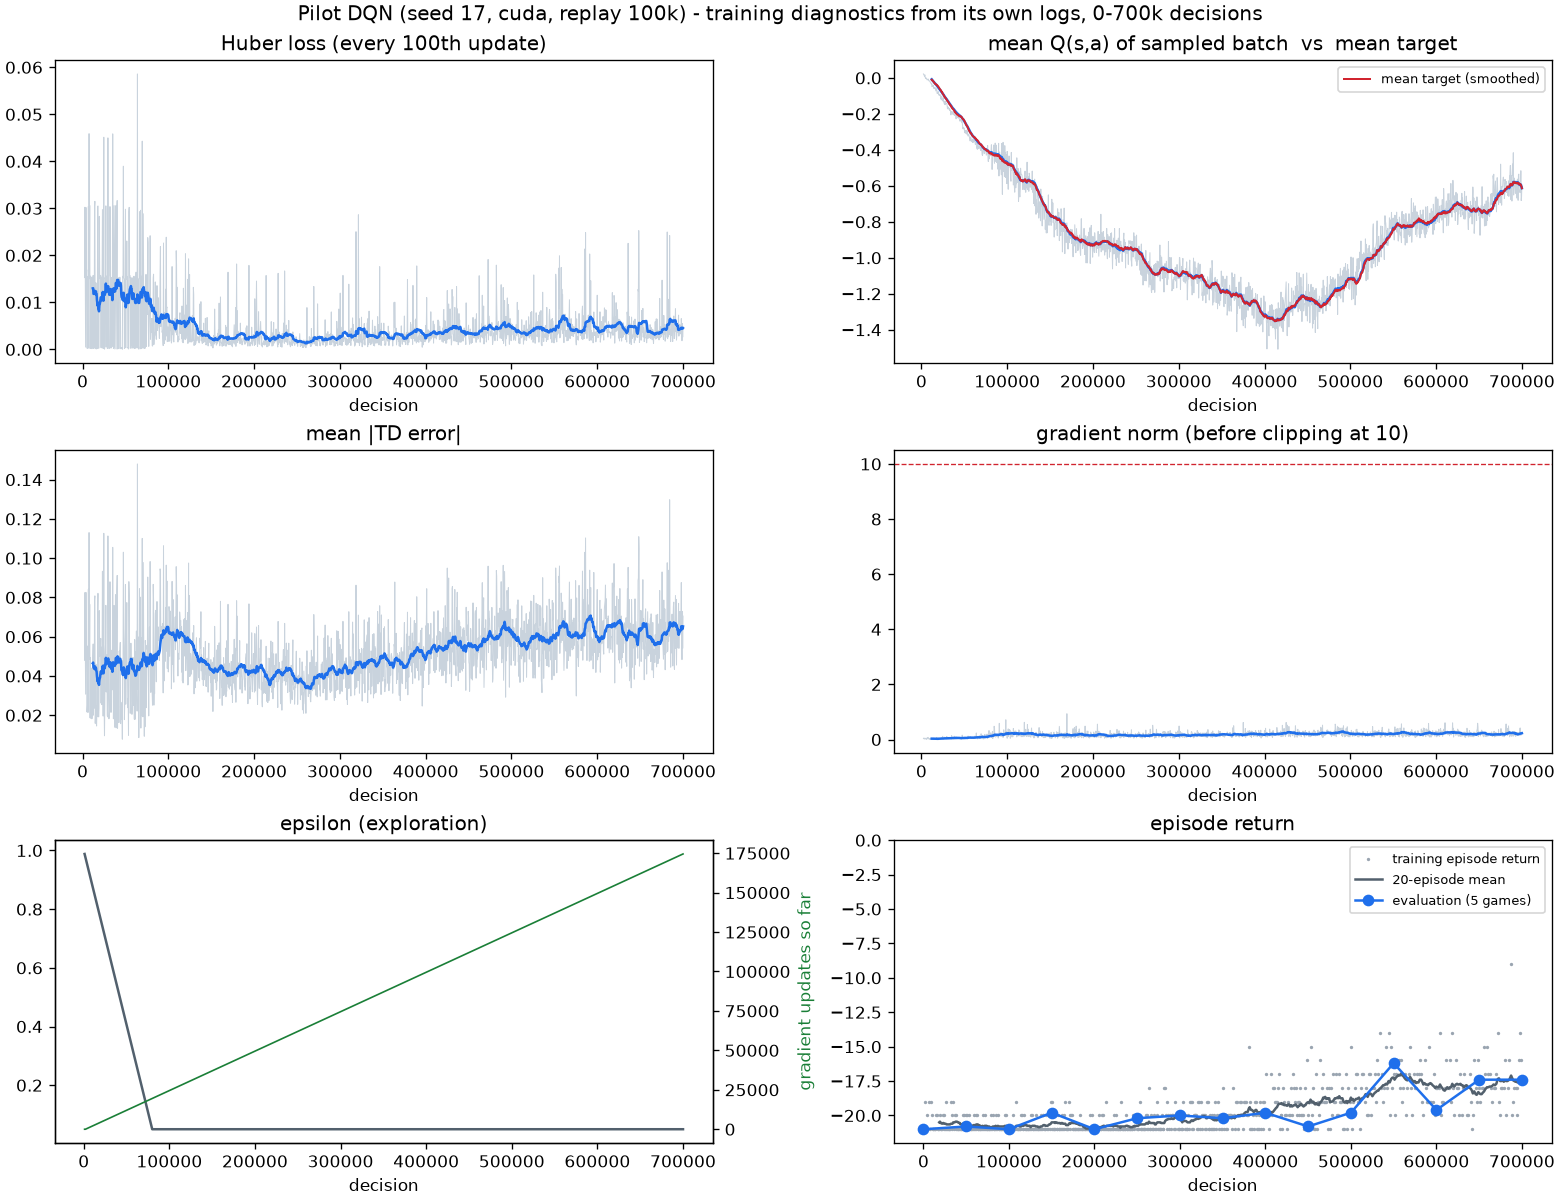 Pilot DQN (seed 17, cuda, replay 100k) - training diagnostics from its own logs, 0-700k decisions
Huber loss (every 100th update)
0.06
0.05
0.04
0.03
0.02
0.01
0.00
0 100000 200000 300000 400000 500000 600000 700000
decision
mean Q(s,a) of sampled batch vs mean target
mean target (smoothed)
0.0
−0.2
−0.4
−0.6
−0.8
−1.0
−1.2
−1.4
0 100000 200000 300000 400000 500000 600000 700000
decision
mean |TD error|
0.14
0.12
0.10
0.08
0.06
0.04
0.02
0 100000 200000 300000 400000 500000 600000 700000
decision
gradient norm (before clipping at 10)
10
8
6
4
2
0
0 100000 200000 300000 400000 500000 600000 700000
decision
epsilon (exploration)
1.0
0.8
0.6
0.4
0.2
175000
150000
125000
100000
75000
50000
25000
0
gradient updates so far
0 100000 200000 300000 400000 500000 600000 700000
decision
episode return
training episode return
20-episode mean
evaluation (5 games)
0.0
−2.5
−5.0
−7.5
−10.0
−12.5
−15.0
−17.5
−20.0
0 100000 200000 300000 400000 500000 600000 700000
decision